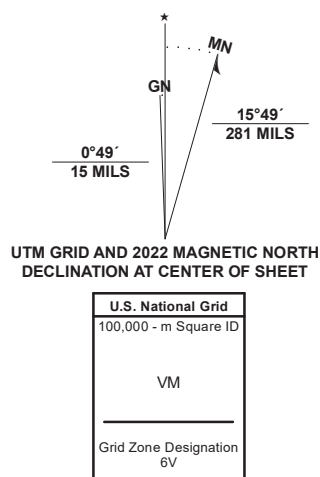 ★
MN
GN
15°49´
281 MILS
0°49´
15 MILS
UTM GRID AND 2022 MAGNETIC NORTH
DECLINATION AT CENTER OF SHEET
U.S. National Grid
100,000 - m Square ID
VM
Grid Zone Designation
6V